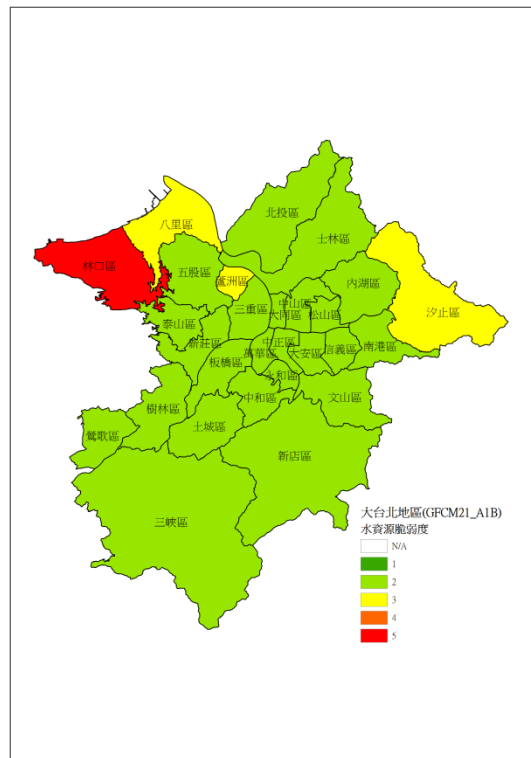 北投區
士林區
八里區
林口區
五股區
蘆洲區
內湖區
汐止區
三重區
中山區
大同區
松山區
泰山區
新莊區
中正區
萬華區
大安區
信義區
南港區
板橋區
永和區
中和區
文山區
樹林區
土城區
鶯歌區
新店區
三峽區
大台北地區(GFCM21_A1B)
水資源脆弱度
N/A
1
2
3
4
5